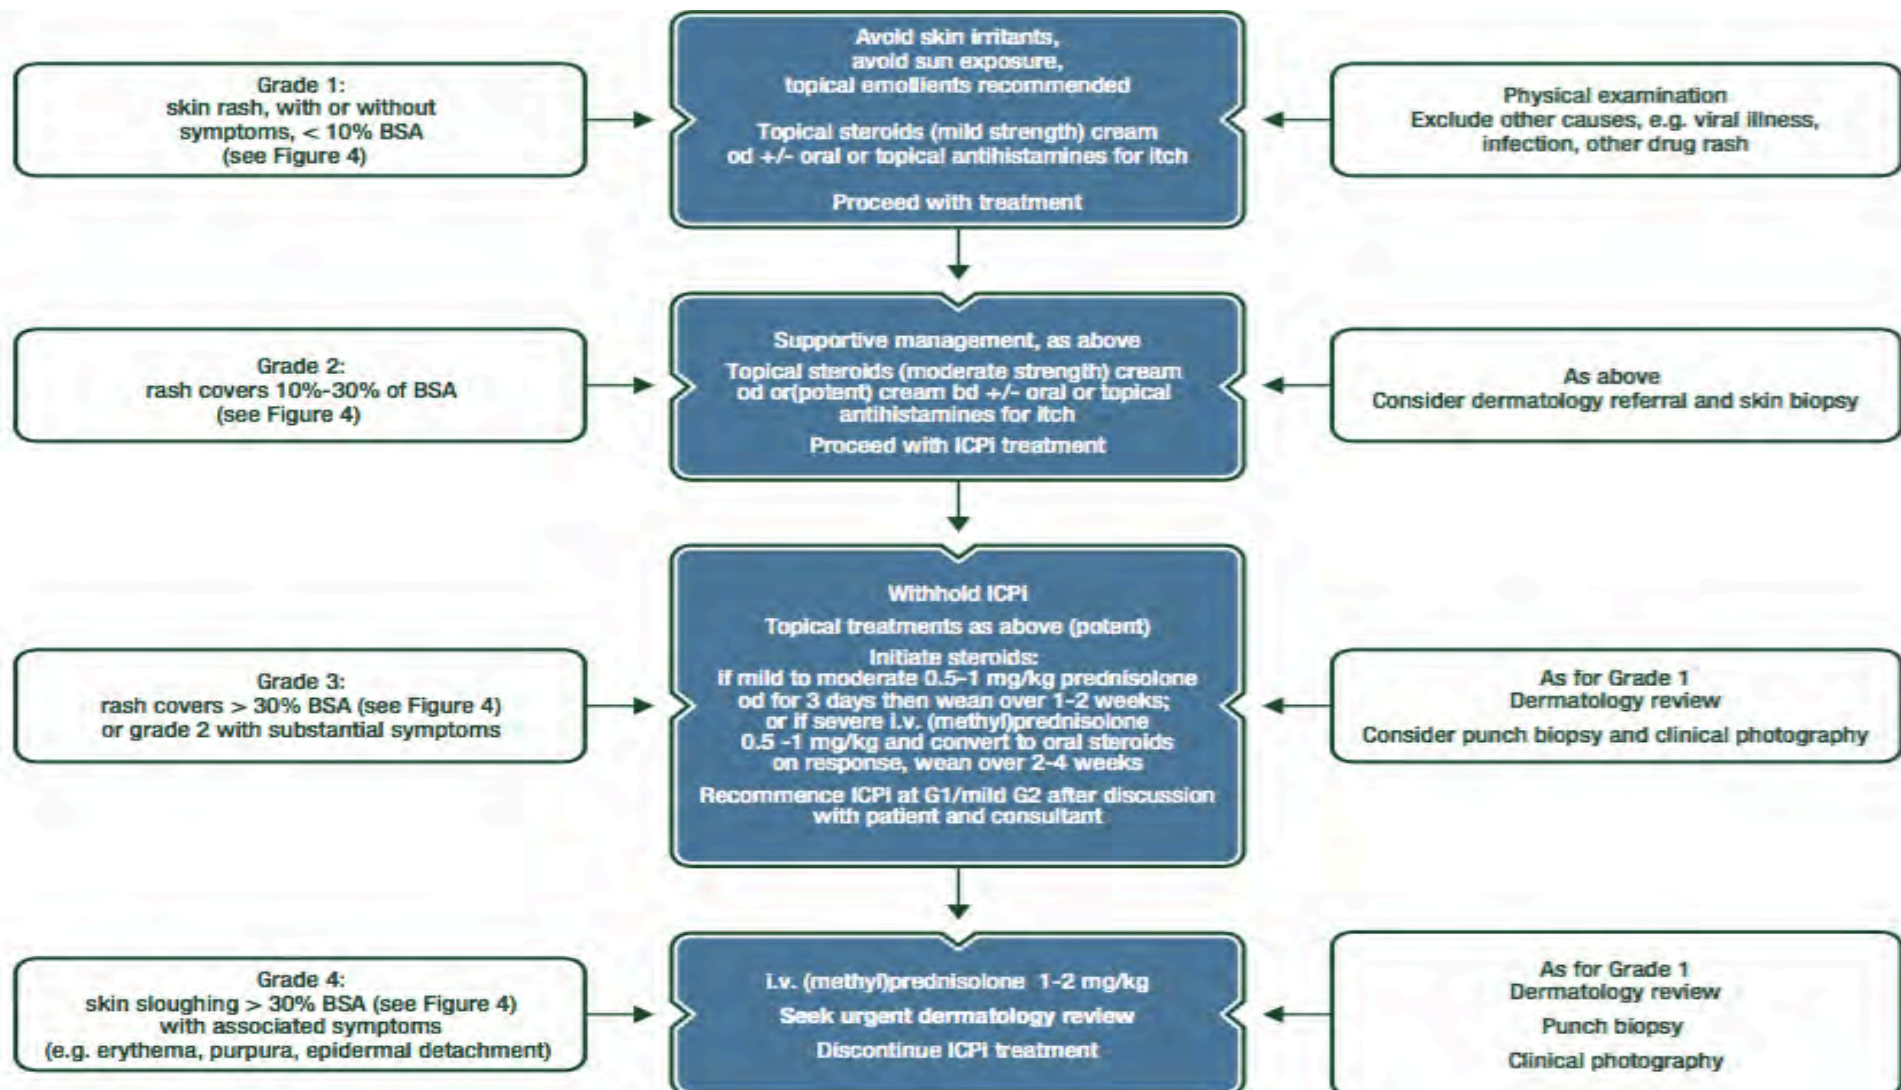 Grade 1:
skin rash, with or without
symptoms, < 10% BSA
(see Figure 4)
Avoid skin irritants,
avoid sun exposure,
topical emollients recommended
Topical steroids (mild strength) cream
od +/- oral or topical antihistamines for itch
Proceed with treatment
Physical examination
Exclude other causes, e.g. viral illness,
infection, other drug rash
Grade 2:
rash covers 10%-30% of BSA
(see Figure 4)
Supportive management, as above
Topical steroids (moderate strength) cream
od or(potent) cream bd +/- oral or topical
antihistamines for itch
Proceed with ICPi treatment
As above
Consider dermatology referral and skin biopsy
Grade 3:
rash covers > 30% BSA (see Figure 4)
or grade 2 with substantial symptoms
Withhold ICPi
Topical treatments as above (potent)
Initiate steroids:
if mild to moderate 0.5-1 mg/kg prednisolone
od for 3 days then wean over 1-2 weeks;
or if severe i.v. (methyl)prednisolone
0.5 -1 mg/kg and convert to oral steroids
on response, wean over 2-4 weeks
Recommence ICPi at G1/mild G2 after discussion
with patient and consultant
As for Grade 1
Dermatology review
Consider punch biopsy and clinical photography
Grade 4:
skin sloughing > 30% BSA (see Figure 4)
with associated symptoms
(e.g. erythema, purpura, epidermal detachment)
i.v. (methyl)prednisolone 1-2 mg/kg
Seek urgent dermatology review
Discontinue ICPi treatment
As for Grade 1
Dermatology review
Punch biopsy
Clinical photography